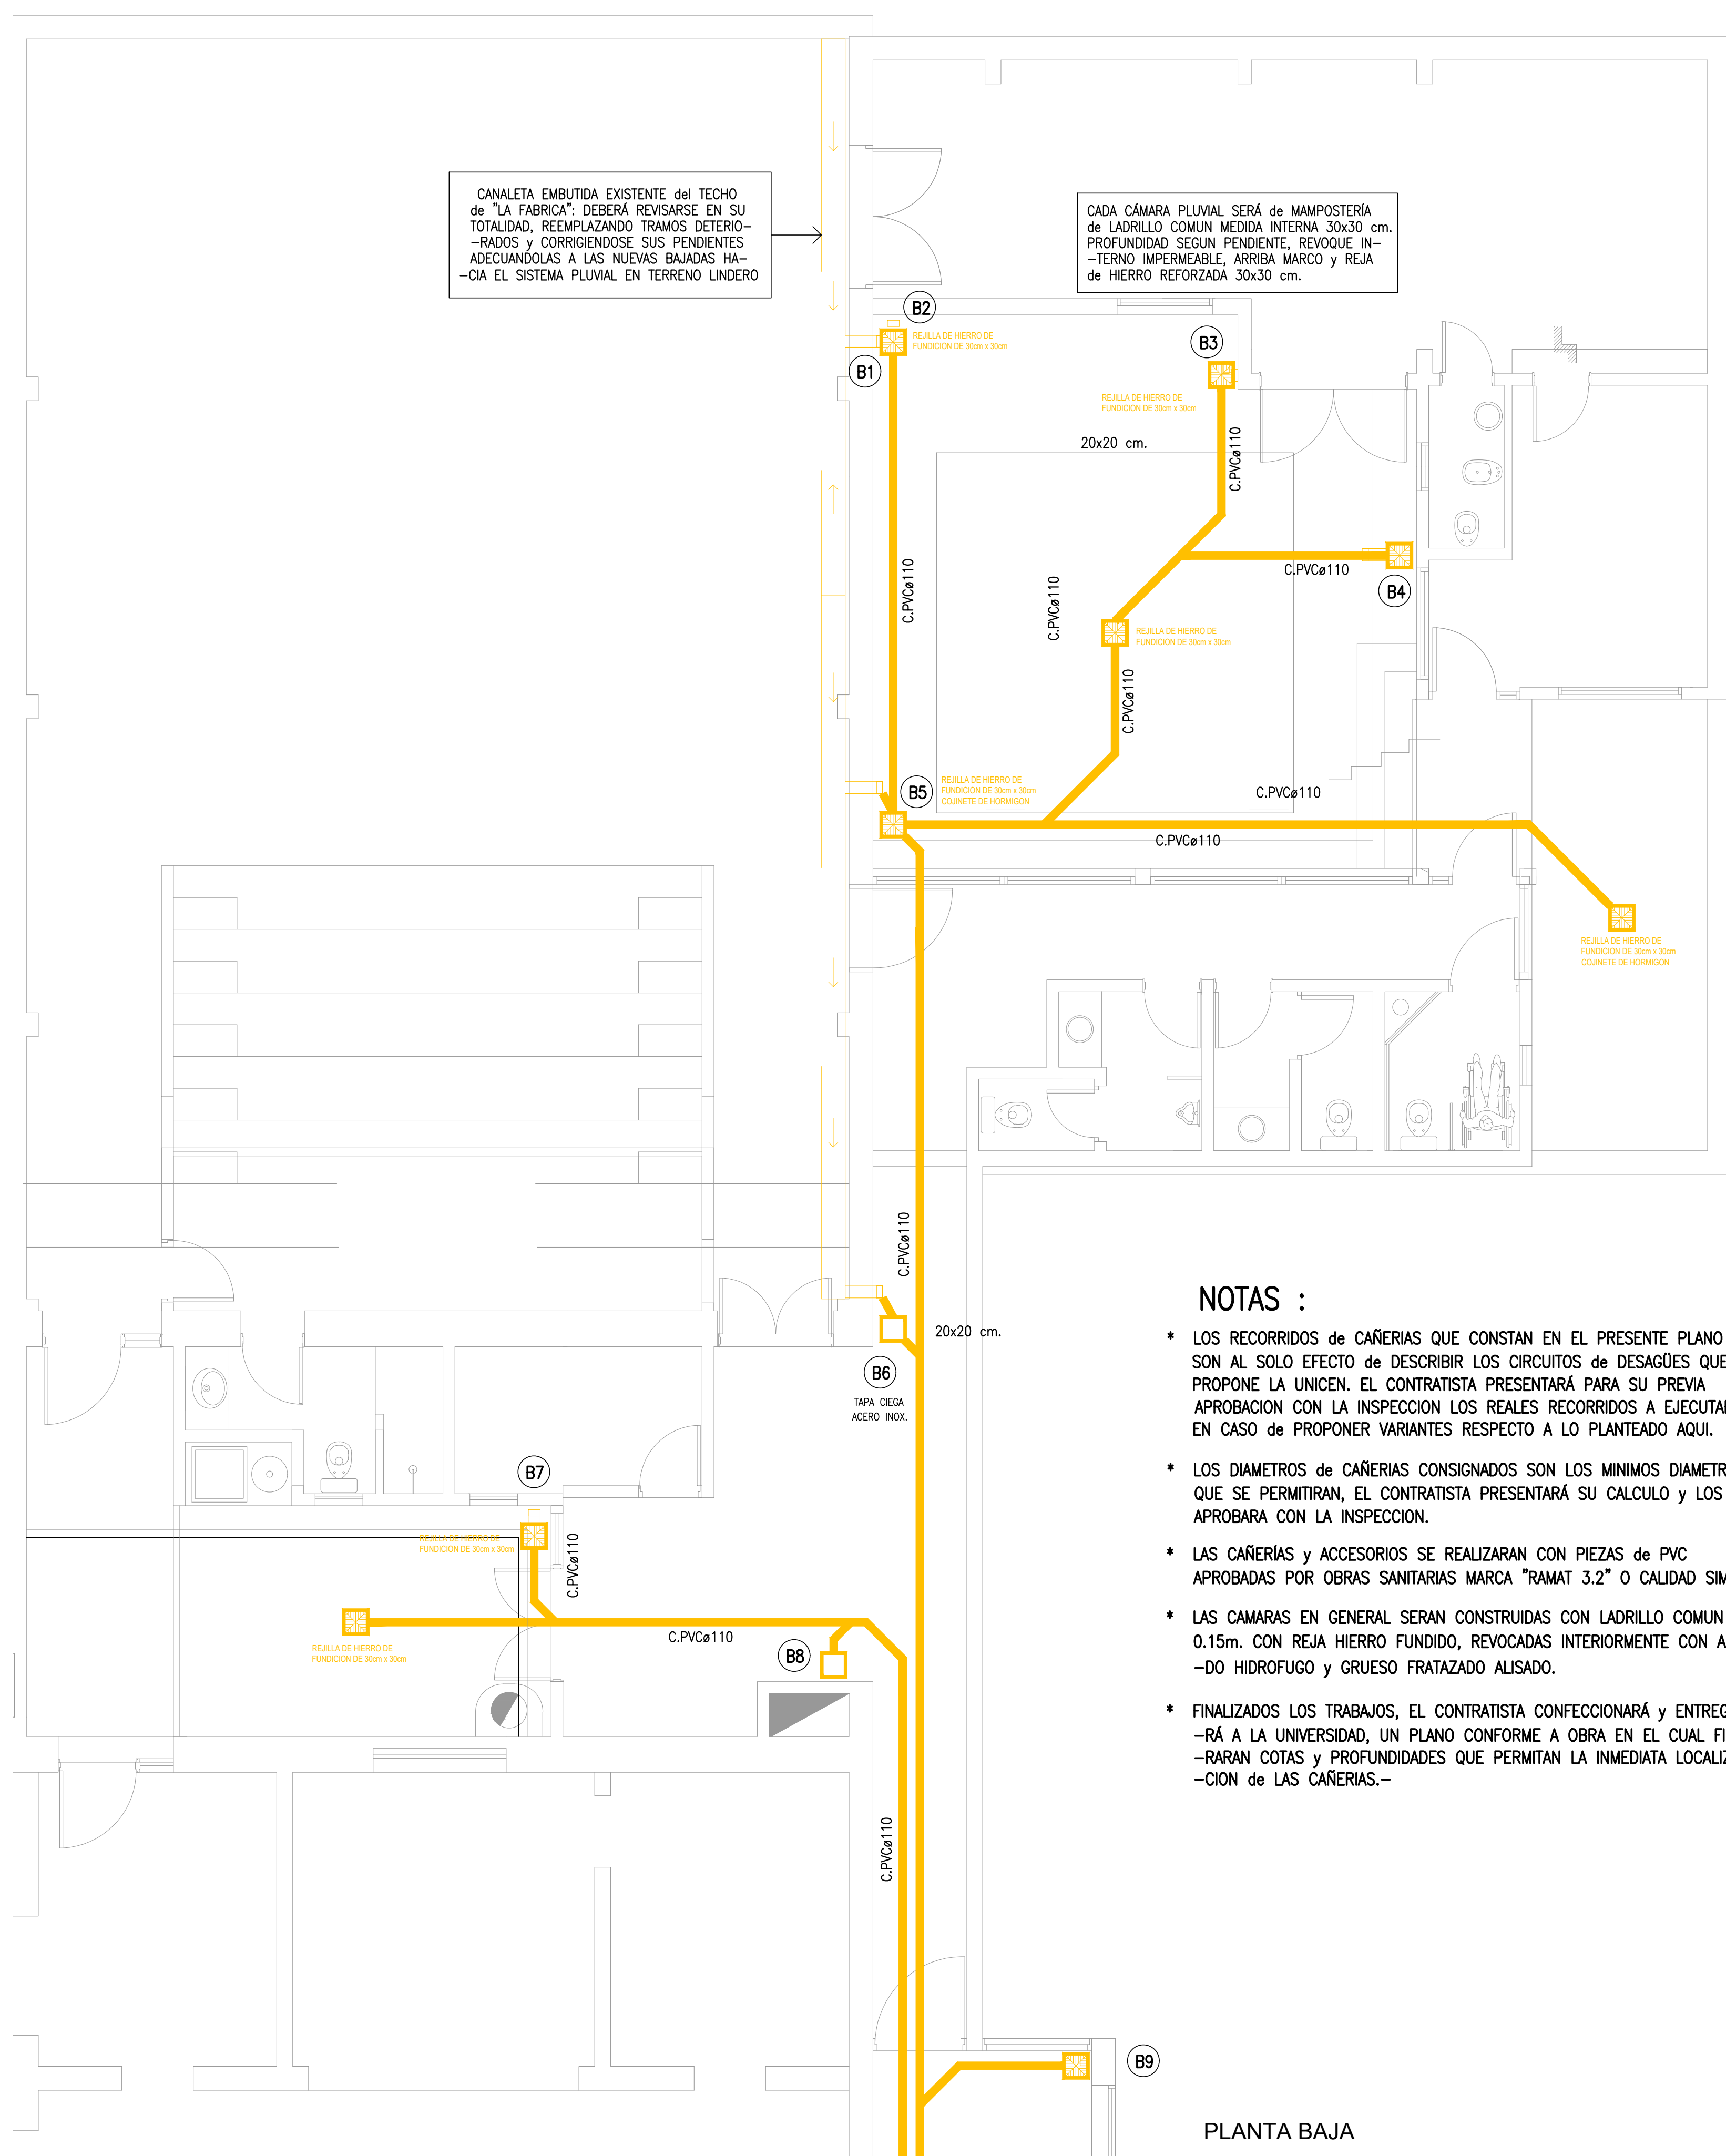 CANALETA EMBUTIDA EXISTENTE del TECHO
de "LA FABRICA": DEBERÁ REVISARSE EN SU
TOTALIDAD, REEMPLAZANDO TRAMOS DETERIO-
-RADOS y CORRIGIENDOSE SUS PENDIENTES
ADECUANDOLAS A LAS NUEVAS BAJADAS HA-
-CIA EL SISTEMA PLUVIAL EN TERRENO LINDERO
CADA CÁMARA PLUVIAL SERÁ de MAMPOSTERÍA
de LADRILLO COMUN MEDIDA INTERNA 30x30 cm.
PROFUNDIDAD SEGUN PENDIENTE, REVOQUE IN-
-TERNO IMPERMEABLE, ARRIBA MARCO y REJA
de HIERRO REFORZADA 30x30 cm.
B2
REJILLA DE HIERRO DE
FUNDICION DE 30cm x 30cm
B1
B3
REJILLA DE HIERRO DE
FUNDICION DE 30cm x 30cm
20x20 cm.
C.PVCø110
C.PVCø110
C.PVCø110
C.PVCø110
B4
REJILLA DE HIERRO DE
FUNDICION DE 30cm x 30cm
C.PVCø110
B5
REJILLA DE HIERRO DE
FUNDICION DE 30cm x 30cm
COJINETE DE HORMIGON
C.PVCø110
C.PVCø110
REJILLA DE HIERRO DE
FUNDICION DE 30cm x 30cm
COJINETE DE HORMIGON
C.PVCø110
20x20 cm.
B6
TAPA CIEGA
ACERO INOX.
B7
REJILLA DE HIERRO DE
FUNDICION DE 30cm x 30cm
C.PVCø110
REJILLA DE HIERRO DE
FUNDICION DE 30cm x 30cm
C.PVCø110
B8
C.PVCø110
B9
NOTAS :
* LOS RECORRIDOS de CAÑERIAS QUE CONSTAN EN EL PRESENTE PLANO
SON AL SOLO EFECTO de DESCRIBIR LOS CIRCUITOS de DESAGÜES QUE
PROPONE LA UNICEN. EL CONTRATISTA PRESENTARÁ PARA SU PREVIA
APROBACION CON LA INSPECCION LOS REALES RECORRIDOS A
EN CASO de PROPONER VARIANTES RESPECTO A LO PLANTEADO AQUI.
* LOS DIAMETROS de CAÑERIAS CONSIGNADOS SON LOS MINIMOS
QUE SE PERMITIRAN, EL CONTRATISTA PRESENTARÁ SU CALCULO y LOS
APROBARA CON LA INSPECCION.
* LAS CAÑERÍAS y ACCESORIOS SE REALIZARAN CON PIEZAS de PVC
APROBADAS POR OBRAS SANITARIAS MARCA "RAMAT 3.2" O CALIDAD
* LAS CAMARAS EN GENERAL SERAN CONSTRUIDAS CON LADRILLO COMUN
0.15m. CON REJA HIERRO FUNDIDO, REVOCADAS INTERIORMENTE CON
-DO HIDROFUGO y GRUESO FRATAZADO ALISADO.
* FINALIZADOS LOS TRABAJOS, EL CONTRATISTA CONFECCIONARÁ y
-RÁ A LA UNIVERSIDAD, UN PLANO CONFORME A OBRA EN EL CUAL
-RARAN COTAS y PROFUNDIDADES QUE PERMITAN LA INMEDIATA
-CION de LAS CAÑERIAS.-
PLANTA BAJA